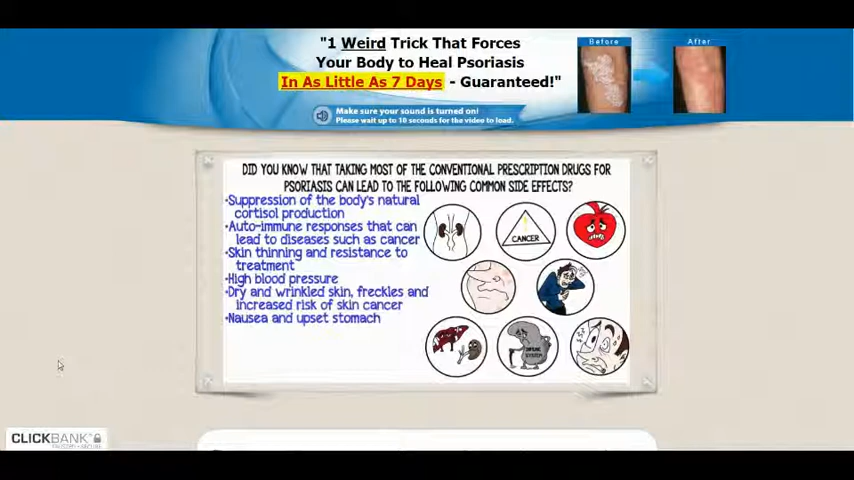 "1 Weird Trick That Forces
Your Body to Heal Psoriasis
In As Little As 7 Days - Guaranteed!"
Before
After
Make sure your sound is turned on!
Please wait up to 10 seconds for the video to load.
DID YOU KNOW THAT TAKING MOST OF THE CONVENTIONAL PRESCRIPTION DRUGS FOR
PSORIASIS CAN LEAD TO THE FOLLOWING COMMON SIDE EFFECTS?
•Suppression of the body's natural
cortisol production
•Auto-immune responses that can
lead to diseases such as cancer
•Skin thinning and resistance to
treatment
•High blood pressure
•Dry and wrinkled skin, freckles and
increased risk of skin cancer
•Nausea and upset stomach
CANCER
IMMUNE
SYSTEM
CLICKBANK
TRUSTED • SECURE